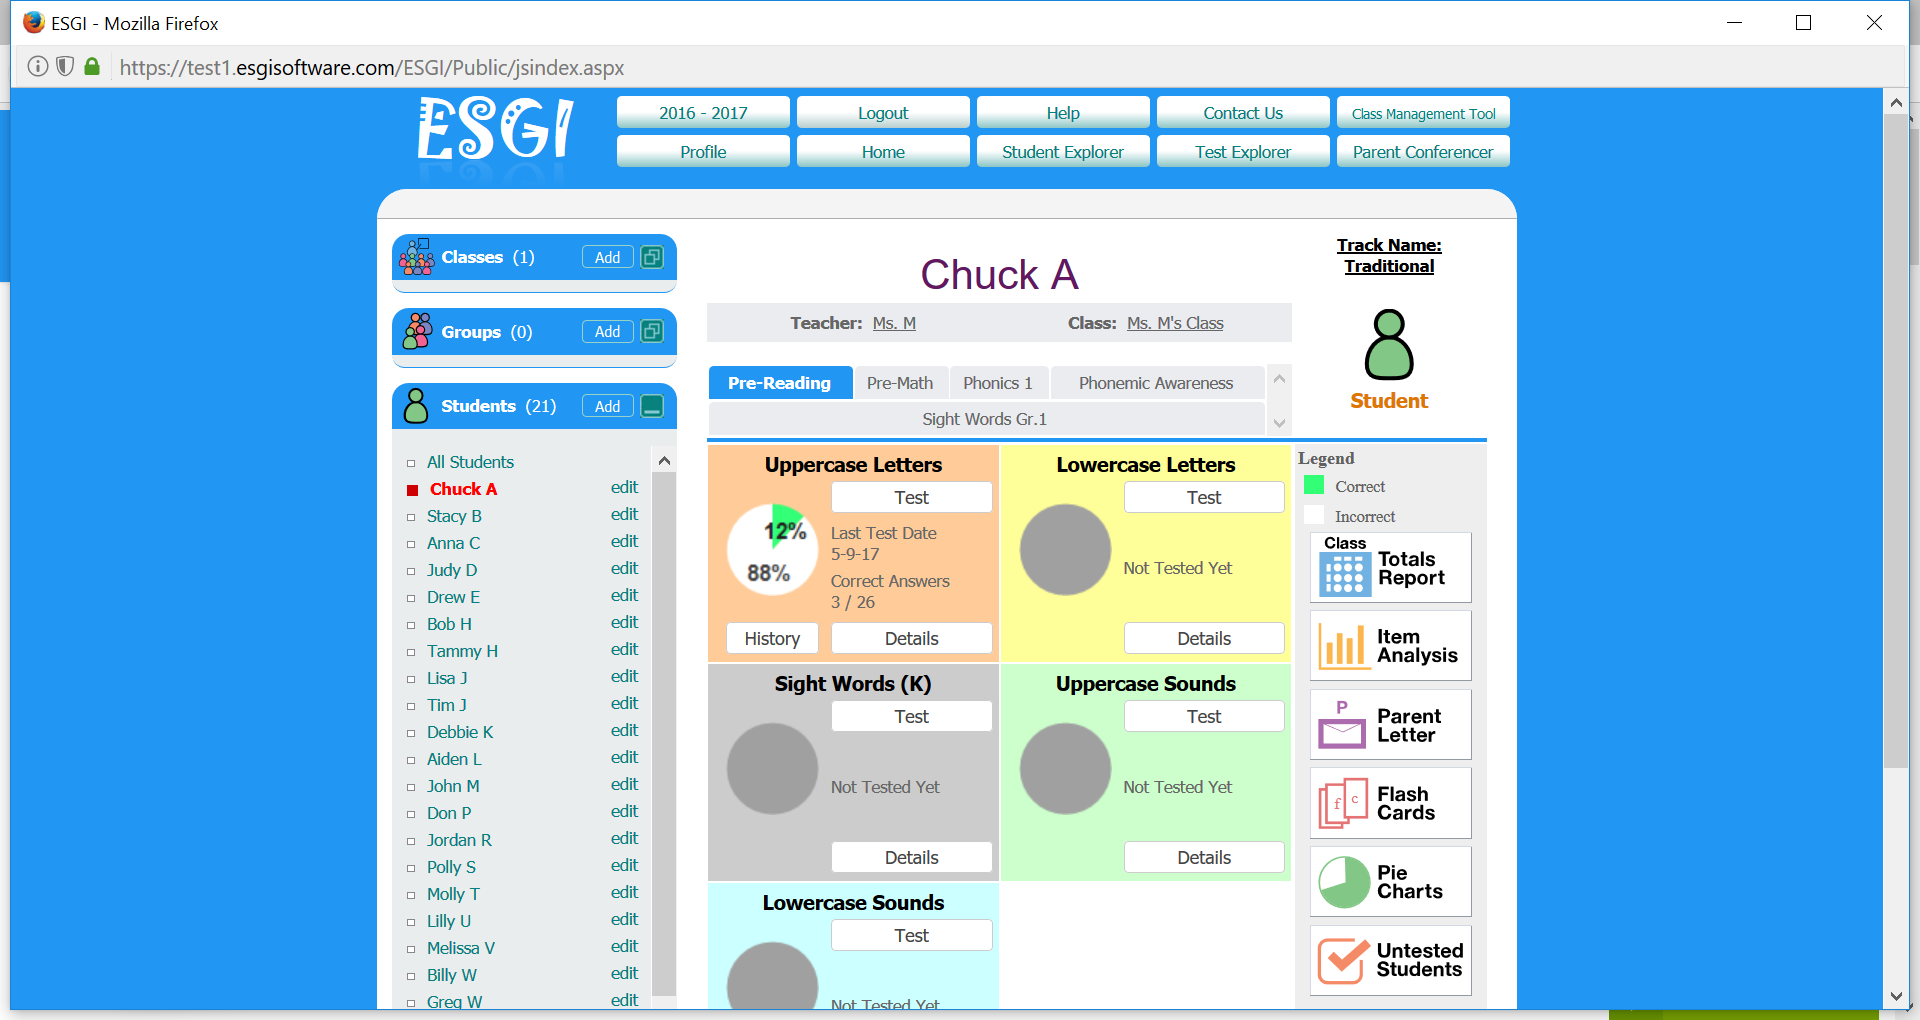 ESGI - Mozilla Firefox
https://test1.esgisoftware.com/ESGI/Public/jsindex.aspx
ESGI
2016 - 2017
Logout
Help
Contact Us
Class Management Tool
Profile
Home
Student Explorer
Test Explorer
Parent Conferencer
Classes (1)
Add
Groups (0)
Add
Students (21)
Add
All Students
Chuck A edit
Stacy B edit
Anna C edit
Judy D edit
Drew E edit
Bob H edit
Tammy H edit
Lisa J edit
Tim J edit
Debbie K edit
Aiden L edit
John M edit
Don P edit
Jordan R edit
Polly S edit
Molly T edit
Lilly U edit
Melissa V edit
Billy W edit
Greg W edit
Chuck A
Teacher: Ms. M
Class: Ms. M's Class
Track Name:
Traditional
Student
Pre-Reading
Pre-Math
Phonics 1
Phonemic Awareness
Sight Words Gr.1
Uppercase Letters
Test
12%
88%
Last Test Date
5-9-17
Correct Answers
3 / 26
History
Details
Lowercase Letters
Test
Not Tested Yet
Details
Sight Words (K)
Test
Not Tested Yet
Details
Uppercase Sounds
Test
Not Tested Yet
Details
Lowercase Sounds
Test
Not Tested Yet
Legend
Correct
Incorrect
Class
Totals
Report
Item
Analysis
P
Parent
Letter
f c
Flash
Cards
Pie
Charts
Untested
Students